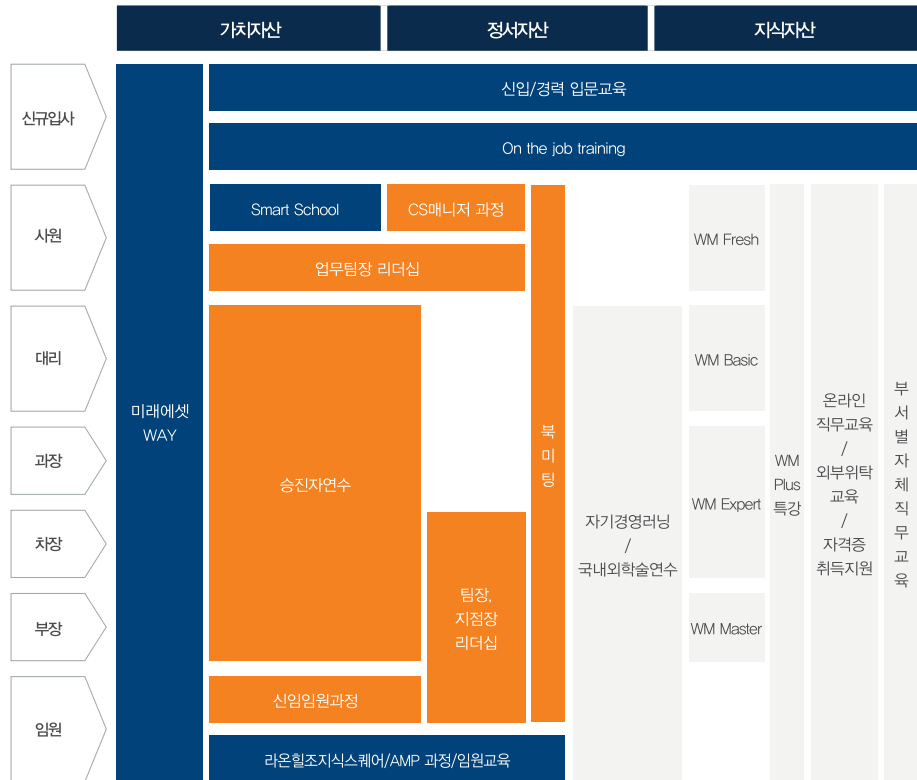 가치자산
정서자산
지식자산
신규입사
신입/경력 입문교육
On the job training
사원
Smart School
CS매니저 과정
업무팀장 리더십
WM Fresh
대리
WM Basic
미래에셋
WAY
과장
차장
부장
승진자연수
북
미
팅
팀장,
지점장
리더십
자기경영러닝
/
국내외학술연수
WM Expert
WM Master
WM
Plus
특강
온라인
직무교육
/
외부위탁
교육
/
자격증
취득지원
부
서
별
자
체
직
무
교
육
임원
신임임원과정
라온힐조지식스퀘어/AMP 과정/임원교육